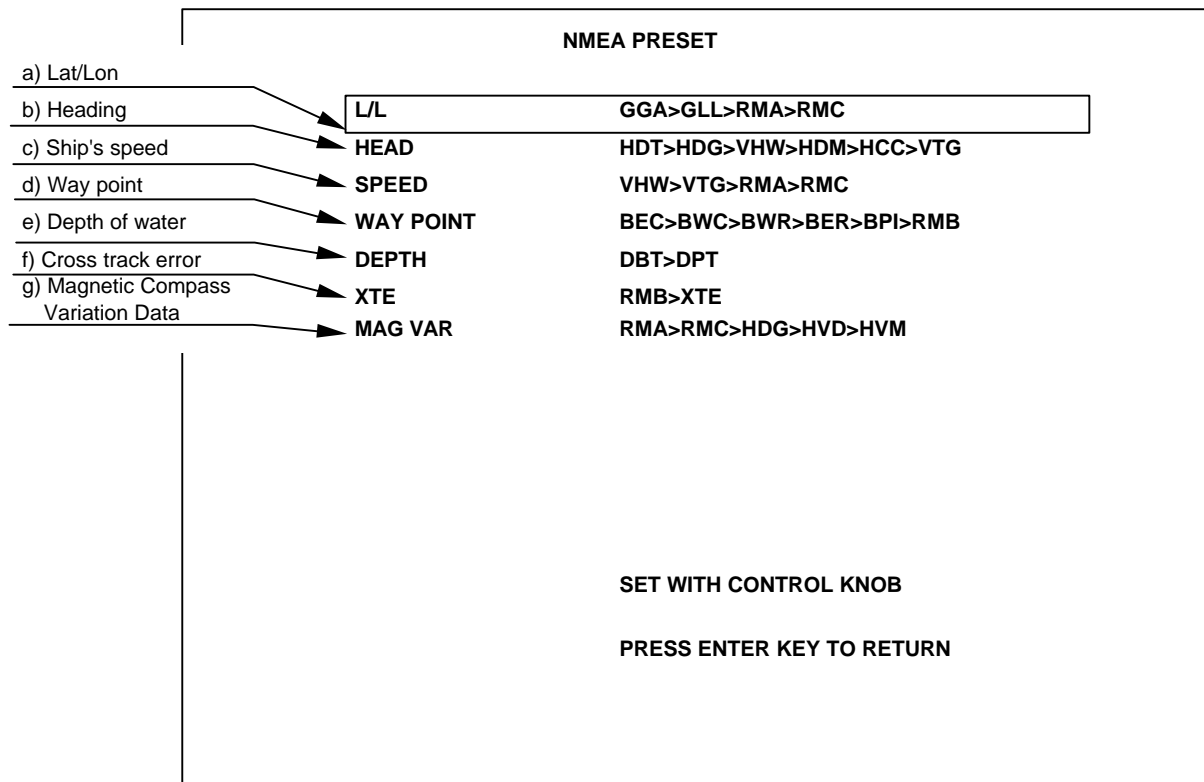 NMEA PRESET
a) Lat/Lon
b) Heading
c) Ship's speed
d) Way point
e) Depth of water
f) Cross track error
g) Magnetic Compass
Variation Data
L/L GGA>GLL>RMA>RMC
HEAD HDT>HDG>VHW>HDM>HCC>VTG
SPEED VHW>VTG>RMA>RMC
WAY POINT BEC>BWC>BWR>BER>BPI>RMB
DEPTH DBT>DPT
XTE RMB>XTE
MAG VAR RMA>RMC>HDG>HVD>HVM
SET WITH CONTROL KNOB
PRESS ENTER KEY TO RETURN